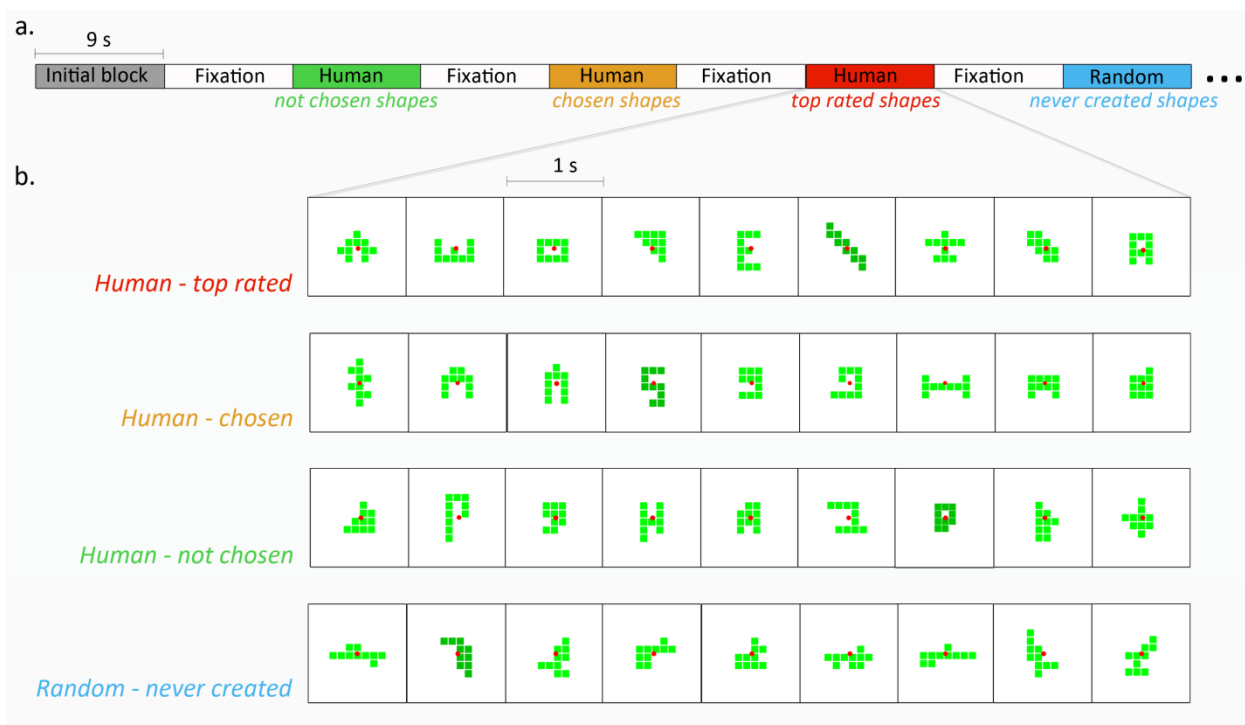 a.
9 s
Initial block Fixation Human Fixation Human Fixation Human Fixation Random ...
not chosen shapes chosen shapes top rated shapes never created shapes
b.
1 s
Human - top rated
Human - chosen
Human - not chosen
Random - never created